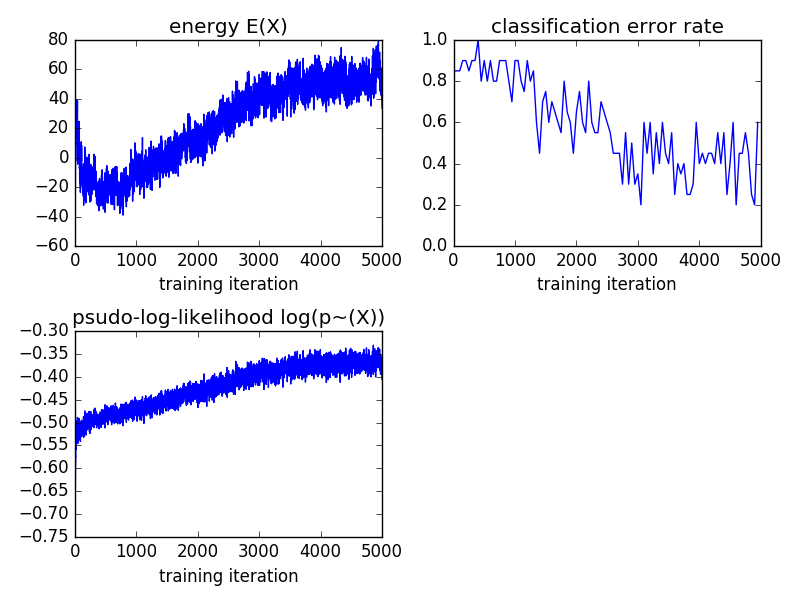 energy E(X)
80
60
40
20
0
−20
−40
−60
0 1000 2000 3000 4000 5000
training iteration
classification error rate
1.0
0.8
0.6
0.4
0.2
0.0
0 1000 2000 3000 4000 5000
training iteration
psudo-log-likelihood log(p~(X))
−0.30
−0.35
−0.40
−0.45
−0.50
−0.55
−0.60
−0.65
−0.70
−0.75
0 1000 2000 3000 4000 5000
training iteration